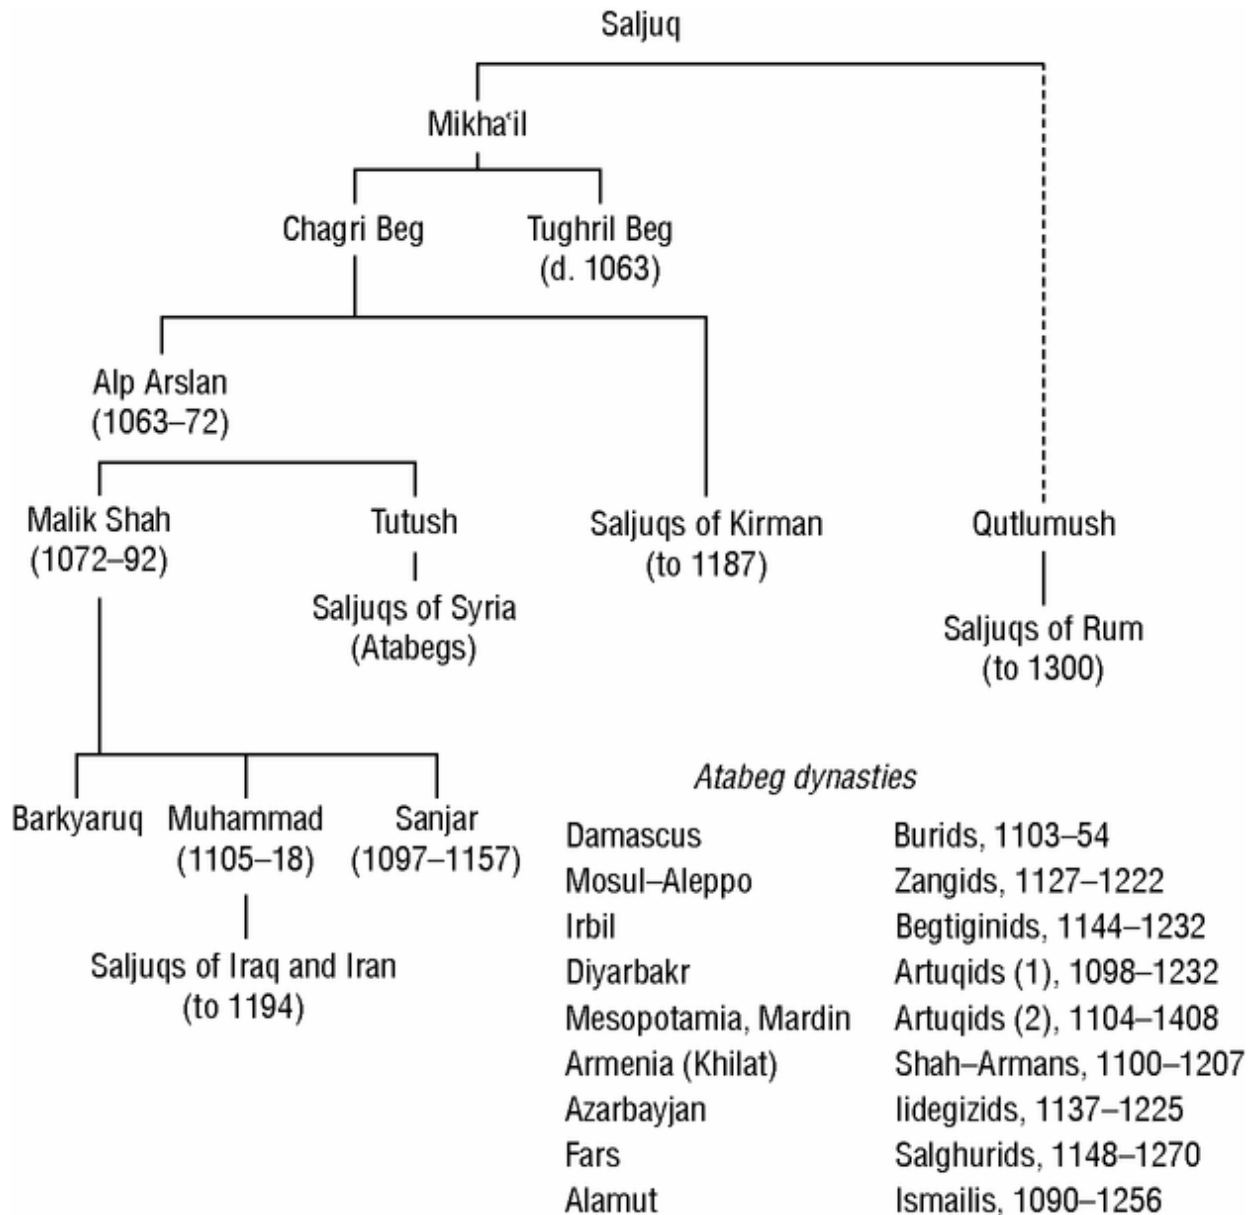 Saljuq
Mikha‘il
Chagri Beg
Tughril Beg
(d. 1063)
Alp Arslan
(1063–72)
Malik Shah
(1072–92)
Tutush
Saljuqs of Syria
(Atabegs)
Saljuqs of Kirman
(to 1187)
Qutlumush
Saljuqs of Rum
(to 1300)
Barkyaruq
Muhammad
(1105–18)
Sanjar
(1097–1157)
Saljuqs of Iraq and Iran
(to 1194)
Atabeg dynasties
Damascus Burids, 1103–54
Mosul–Aleppo Zangids, 1127–1222
Irbil Begtiginids, 1144–1232
Diyarbakr Artuqids (1), 1098–1232
Mesopotamia, Mardin Artuqids (2), 1104–1408
Armenia (Khilat) Shah–Armans, 1100–1207
Azarbayjan Iidegizids, 1137–1225
Fars Salghurids, 1148–1270
Alamut Ismailis, 1090–1256